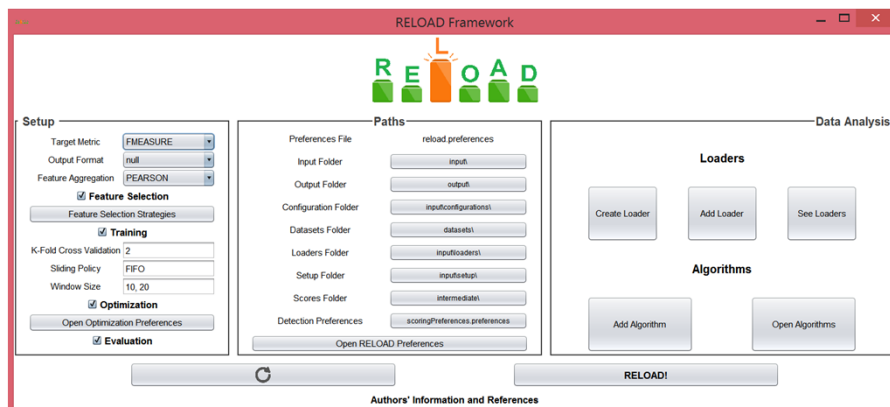 RELOAD Framework
RELOAD
Setup
Target Metric FMEASURE
Output Format null
Feature Aggregation PEARSON
Feature Selection
Feature Selection Strategies
Training
K-Fold Cross Validation 2
Sliding Policy FIFO
Window Size 10, 20
Optimization
Open Optimization Preferences
Evaluation
Paths
Preferences File reload.preferences
Input Folder input\
Output Folder output\
Configuration Folder input\configurations\
Datasets Folder datasets\
Loaders Folder input\loaders\
Setup Folder input\setup\
Scores Folder intermediate\
Detection Preferences scoringPreferences.preferences
Open RELOAD Preferences
Data Analysis
Loaders
Create Loader Add Loader See Loaders
Algorithms
Add Algorithm Open Algorithms
RELOAD!
Authors' Information and References